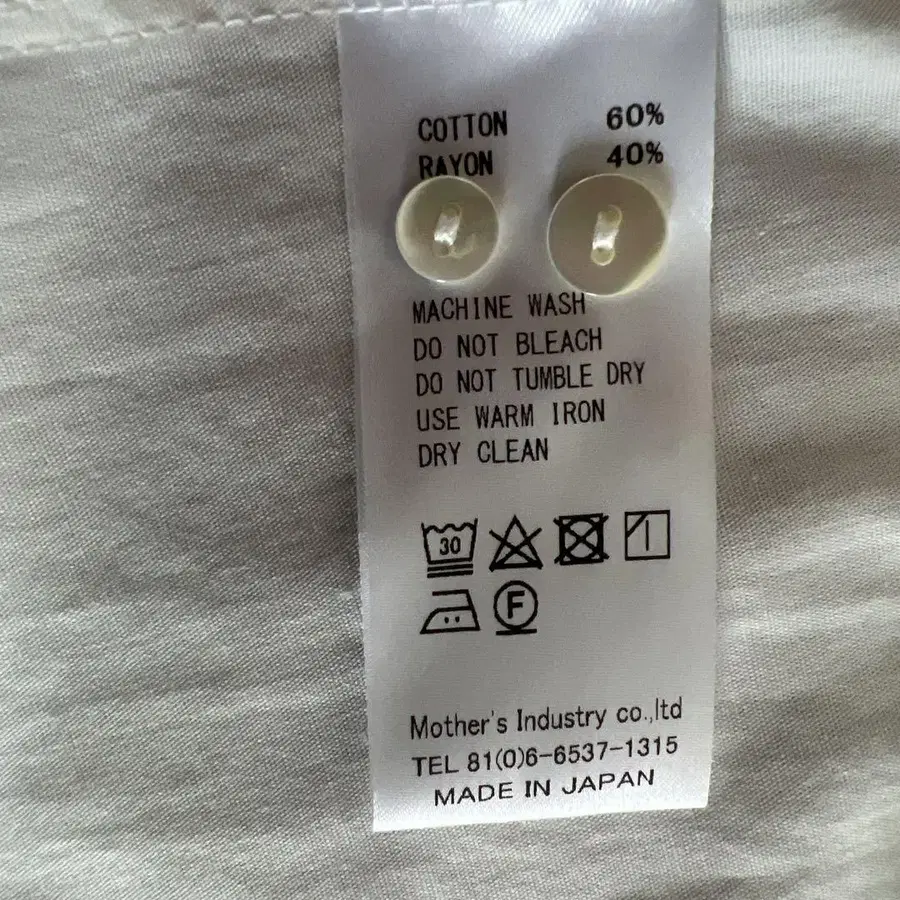 COTTON 60%
RAYON 40%
MACHINE WASH
DO NOT BLEACH
DO NOT TUMBLE DRY
USE WARM IRON
DRY CLEAN
30
F
Mother's Industry co.,ltd
TEL 81(0)6-6537-1315
MADE IN JAPAN